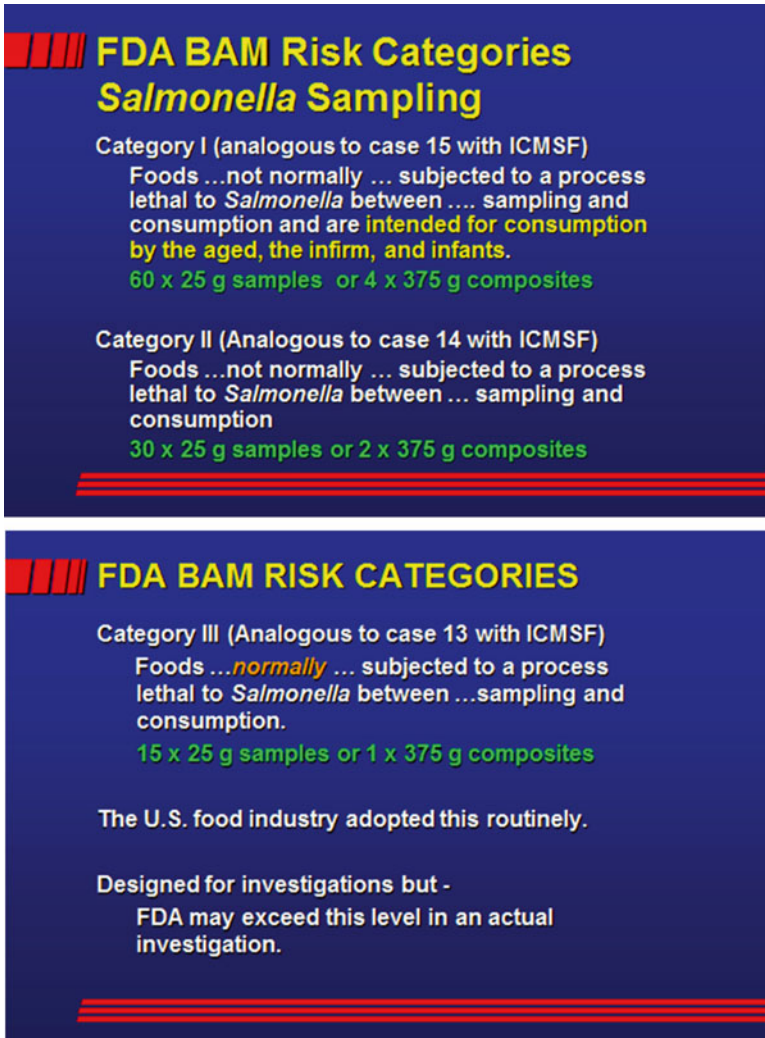 FDA BAM Risk Categories
Salmonella Sampling
Category I (analogous to case 15 with ICMSF)
Foods ...not normally ... subjected to a process
lethal to Salmonella between .... sampling and
consumption and are intended for consumption
by the aged, the infirm, and infants.
60 x 25 g samples or 4 x 375 g composites
Category II (Analogous to case 14 with ICMSF)
Foods ...not normally ... subjected to a process
lethal to Salmonella between ... sampling and
consumption
30 x 25 g samples or 2 x 375 g composites
FDA BAM RISK CATEGORIES
Category III (Analogous to case 13 with ICMSF)
Foods ...normally ... subjected to a process
lethal to Salmonella between ...sampling and
consumption.
15 x 25 g samples or 1 x 375 g composites
The U.S. food industry adopted this routinely.
Designed for investigations but -
FDA may exceed this level in an actual
investigation.